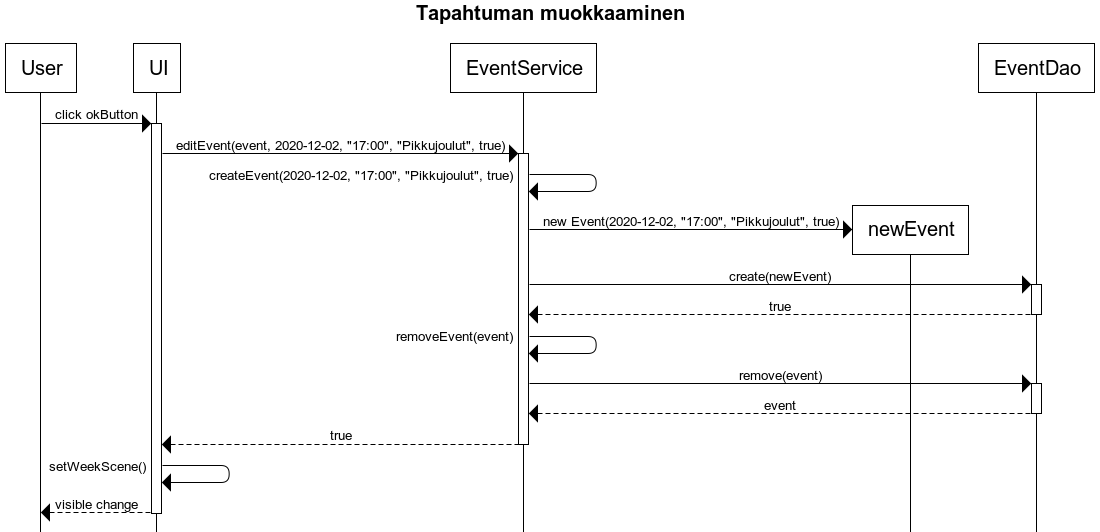 Tapahtuman muokkaaminen
User
UI
EventService
EventDao
click okButton
editEvent(event, 2020-12-02, "17:00", "Pikkujoulut", true)
createEvent(2020-12-02, "17:00", "Pikkujoulut", true)
new Event(2020-12-02, "17:00", "Pikkujoulut", true)
newEvent
create(newEvent)
true
removeEvent(event)
remove(event)
event
true
setWeekScene()
visible change